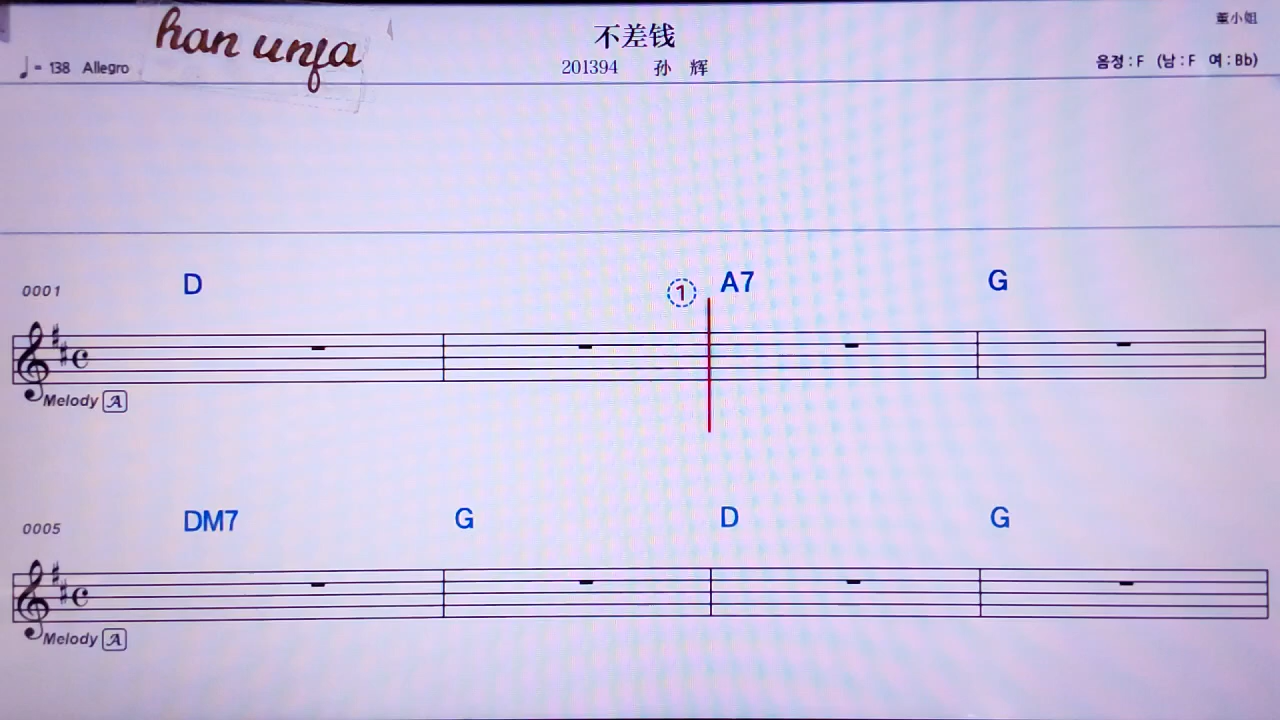 han unfa
不差钱
董小姐
♩= 138 Allegro
201394 孙 辉
음정 : F (남 : F 여 : Bb)
D
① A7
G
0001
Melody A
DM7
G
D
G
0005
Melody A